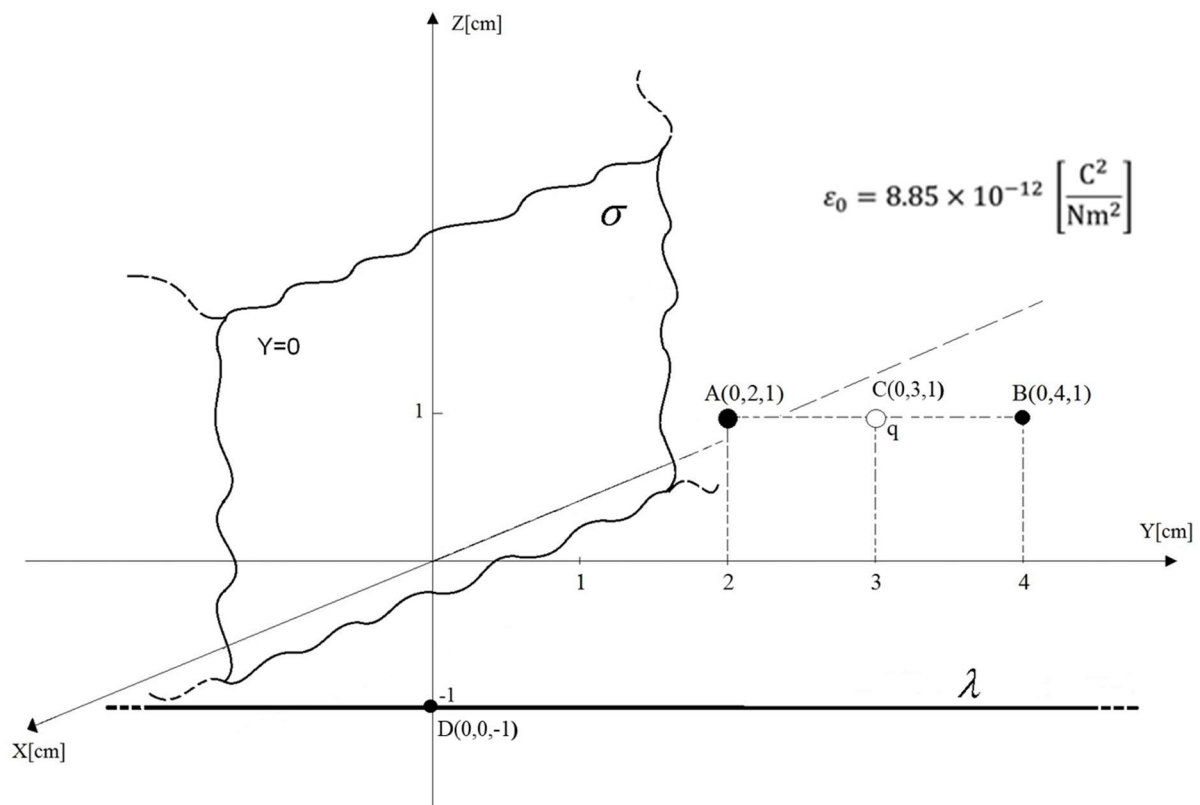 Z[cm]
σ
ε₀ = 8.85 × 10⁻¹² [C²/Nm²]
Y=0
A(0,2,1)
C(0,3,1)
B(0,4,1)
1
q
Y[cm]
1
2
3
4
-1
λ
D(0,0,-1)
X[cm]